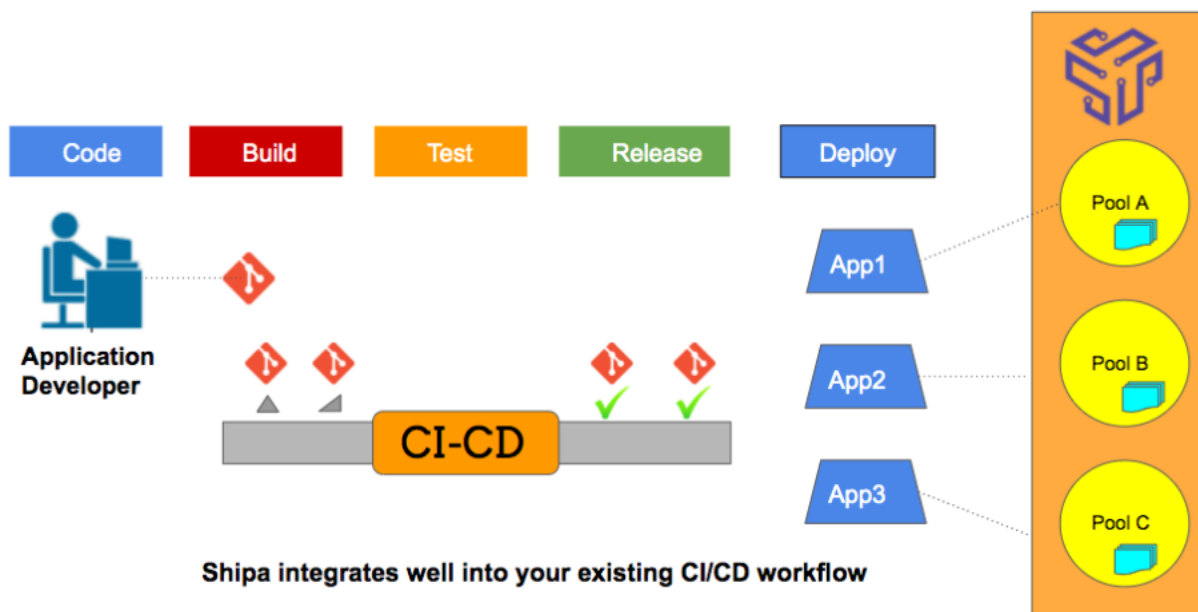 Code
Build
Test
Release
Deploy
Pool A
App1
Application
Developer
App2
Pool B
CI-CD
App3
Pool C
Shipa integrates well into your existing CI/CD workflow